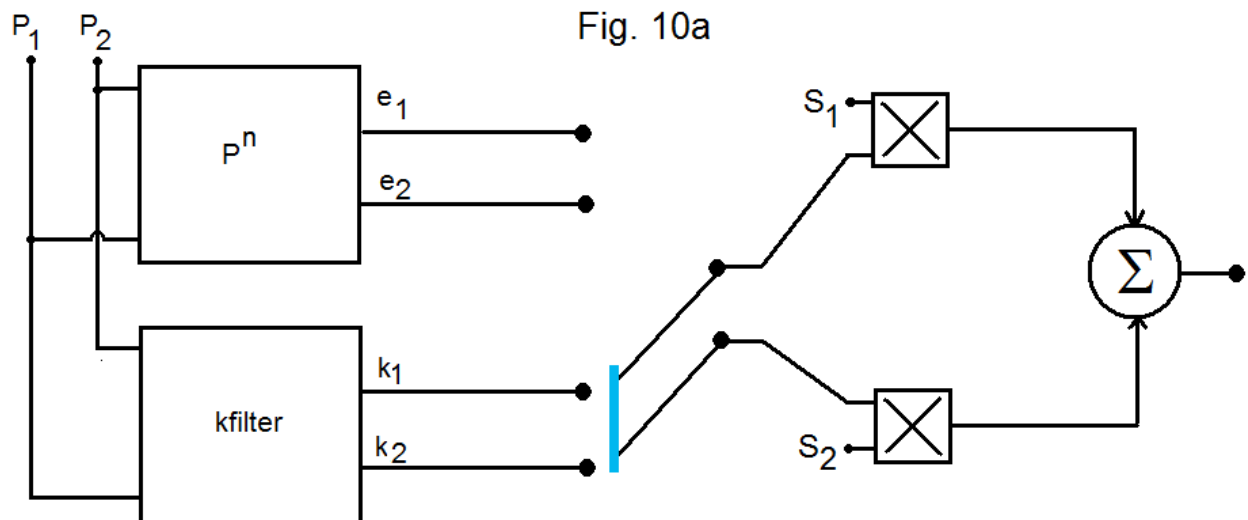 Fig. 10a
P1 P2
Pⁿ
e1
e2
S1
Σ
kfilter
k1
k2
S2